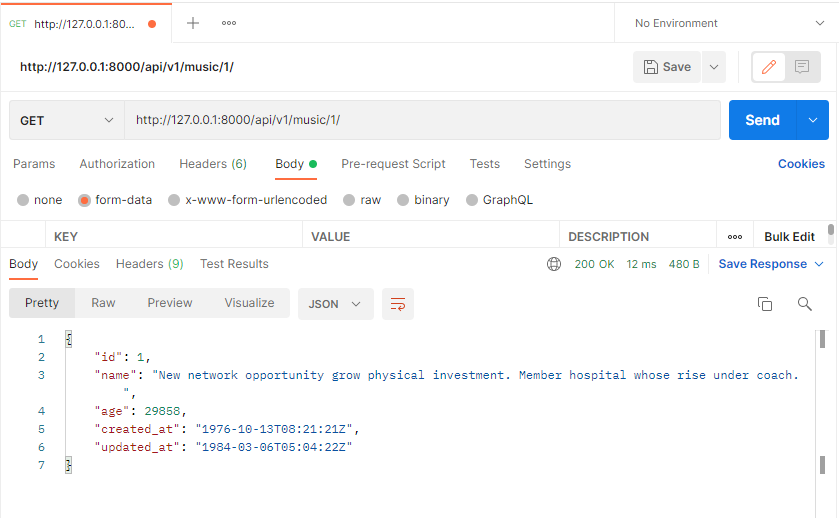 GET http://127.0.0.1:80... No Environment
http://127.0.0.1:8000/api/v1/music/1/ Save
GET http://127.0.0.1:8000/api/v1/music/1/ Send
Params Authorization Headers (6) Body Pre-request Script Tests Settings Cookies
none form-data x-www-form-urlencoded raw binary GraphQL
KEY VALUE DESCRIPTION Bulk Edit
Body Cookies Headers (9) Test Results 200 OK 12 ms 480 B Save Response
Pretty Raw Preview Visualize JSON
1 {
2 "id": 1,
3 "name": "New network opportunity grow physical investment. Member hospital whose rise under coach.
",
4 "age": 29858,
5 "created_at": "1976-10-13T08:21:21Z",
6 "updated_at": "1984-03-06T05:04:22Z"
7 }